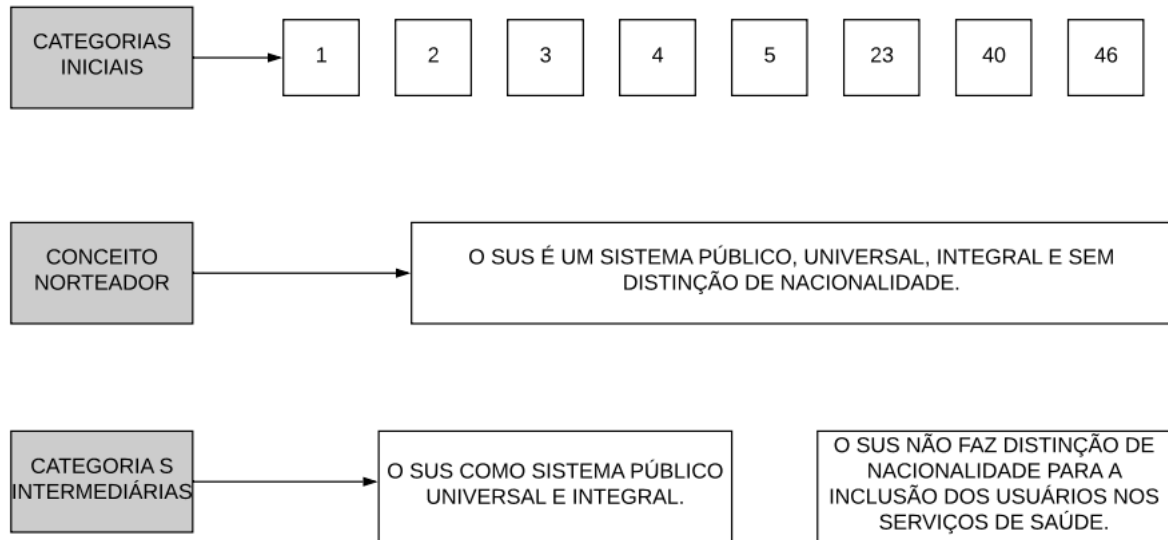 CATEGORIAS
INICIAIS
1 2 3 4 5 23 40 46
CONCEITO
NORTEADOR
O SUS É UM SISTEMA PÚBLICO, UNIVERSAL, INTEGRAL E SEM
DISTINÇÃO DE NACIONALIDADE.
CATEGORIA S
INTERMEDIÁRIAS
O SUS COMO SISTEMA PÚBLICO
UNIVERSAL E INTEGRAL.
O SUS NÃO FAZ DISTINÇÃO DE
NACIONALIDADE PARA A
INCLUSÃO DOS USUÁRIOS NOS
SERVIÇOS DE SAÚDE.